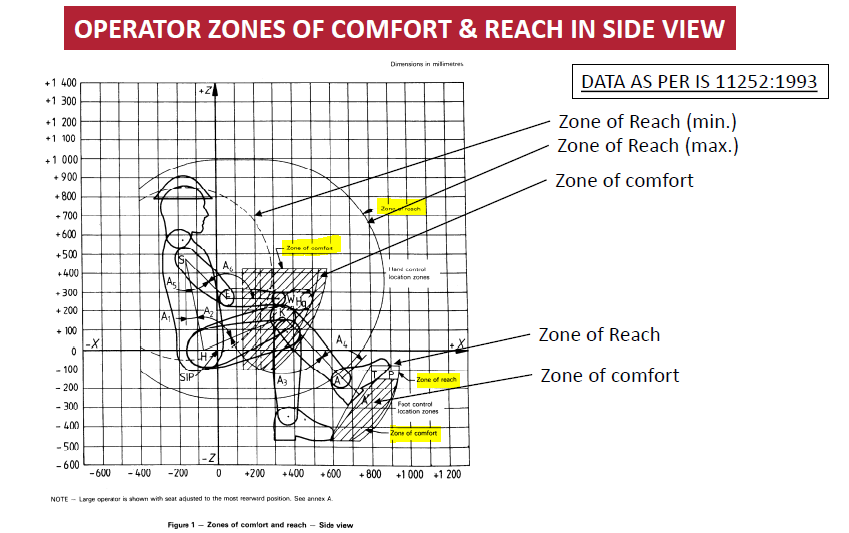 OPERATOR ZONES OF COMFORT & REACH IN SIDE VIEW
Dimensions in millimetres
DATA AS PER IS 11252:1993
+1 400
+1 300
+1 200
+1 100
+1 000
+ 900
+ 800
+ 700
+ 600
+ 500
+ 400
+ 300
+ 200
+ 100
0
- 100
- 200
- 300
- 400
- 500
- 600
+Z
-X
+X
-Z
Zone of Reach (min.)
Zone of Reach (max.)
Zone of comfort
Zone of reach
Zone of comfort
Hand control
location zones
S
A6
A5
E
W
Hg
K
A1
A2
H
SIP
A4
A3
A
T
P
A'
Zone of Reach
Zone of comfort
Zone of reach
Foot control
location zones
Zone of comfort
-600
-400
-200
0
+200
+400
+600
+800
+1 000
+1 200
NOTE — Large operator is shown with seat adjusted to the most rearward position. See annex A.
Figure 1 — Zones of comfort and reach — Side view